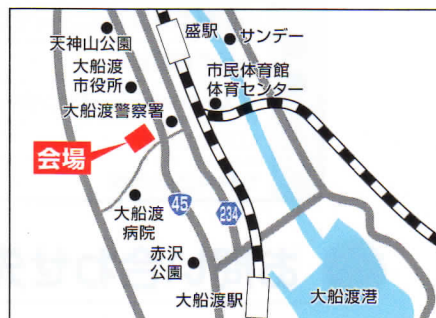 天神山公園
盛駅
サンデー
大船渡
市役所
市民体育館
体育センター
大船渡警察署
会場
大船渡
病院
45
234
赤沢
公園
大船渡駅
大船渡港